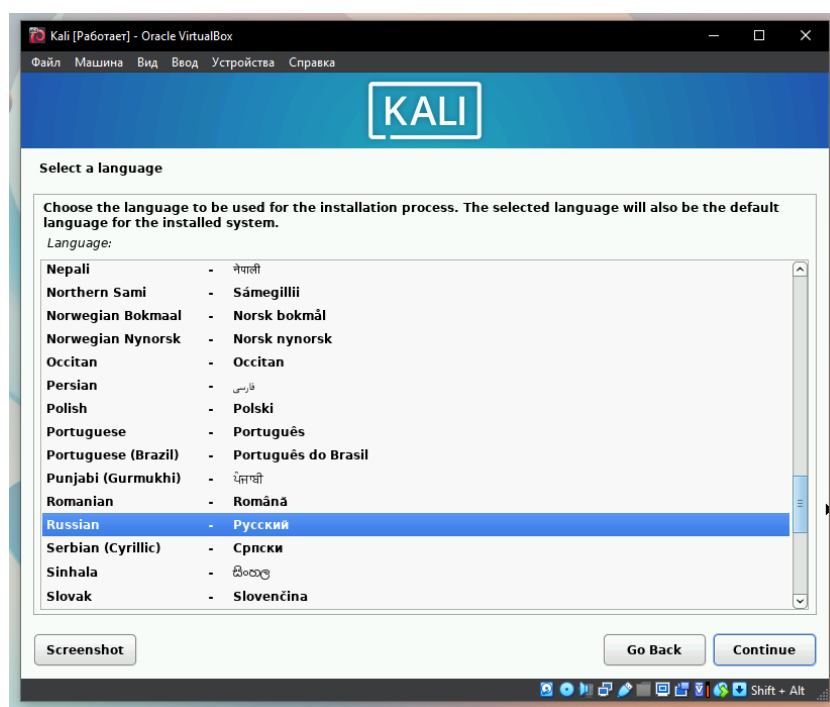 Kali [Работает] - Oracle VirtualBox
Файл Машина Вид Ввод Устройства Справка
KALI
Select a language
Choose the language to be used for the installation process. The selected language will also be the default
language for the installed system.
Language:
Nepali - नेपाली
Northern Sami - Sámegillii
Norwegian Bokmaal - Norsk bokmål
Norwegian Nynorsk - Norsk nynorsk
Occitan - Occitan
Persian - فارسی
Polish - Polski
Portuguese - Português
Portuguese (Brazil) - Português do Brasil
Punjabi (Gurmukhi) - ਪੰਜਾਬੀ
Romanian - Română
Russian - Русский
Serbian (Cyrillic) - Српски
Sinhala - සිංහල
Slovak - Slovenčina
Screenshot Go Back Continue
Shift + Alt